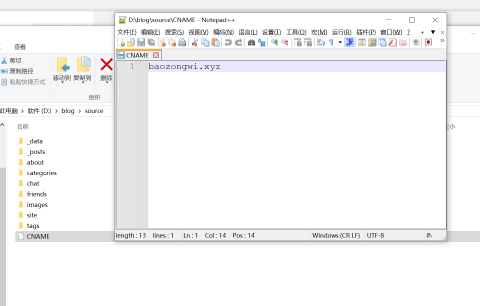 D:\blog\source\CNAME - Notepad++
文件(F) 编辑(E) 搜索(S) 视图(V) 编码(N) 语言(L) 设置(T) 工具(O) 宏(M) 运行(R) 插件(P) 窗口(W) ?
CNAME
1 baozongwi.xyz
length : 13 lines : 1 Ln : 1 Col : 14 Pos : 14 Windows (CR LF) UTF-8
查看
剪切
复制路径
粘贴快捷方式
移动到 复制到 删除
组织
此电脑 › 软件 (D:) › blog › source
名称
_data
_posts
about
categories
chat
friends
images
site
tags
CNAME